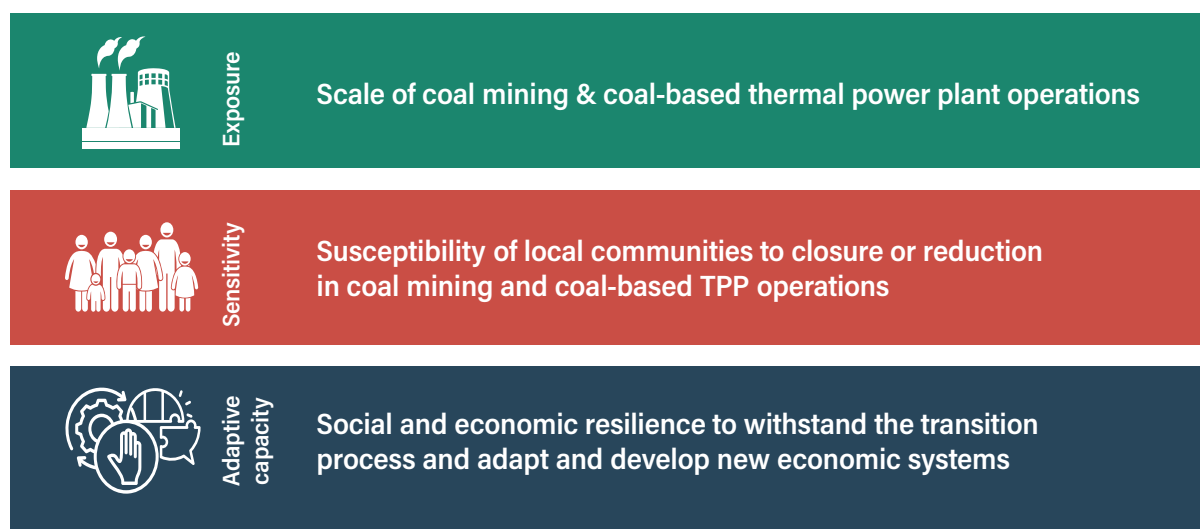 Exposure
Scale of coal mining & coal-based thermal power plant operations
Sensitivity
Susceptibility of local communities to closure or reduction
in coal mining and coal-based TPP operations
Adaptive
capacity
Social and economic resilience to withstand the transition
process and adapt and develop new economic systems